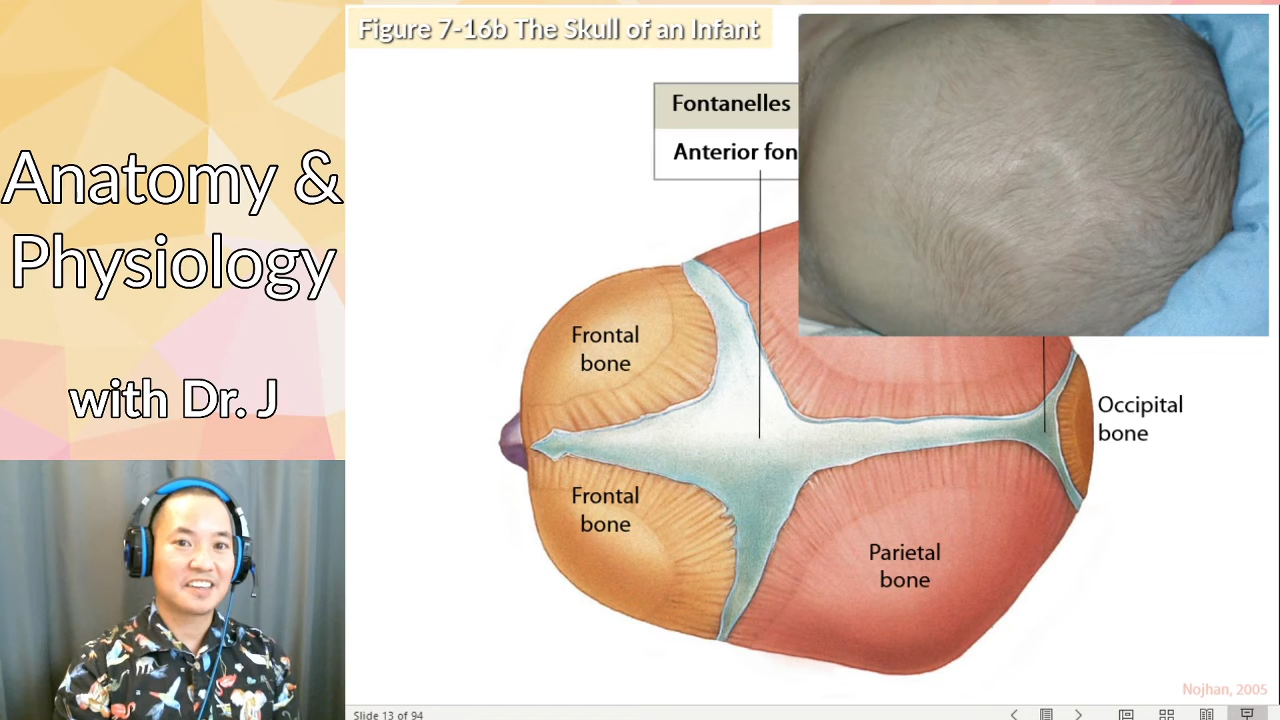 Anatomy &
Physiology
with Dr. J
Figure 7-16b The Skull of an Infant
Fontanelles
Anterior fon
Frontal
bone
Occipital
bone
Frontal
bone
Parietal
bone
Nojhan, 2005
Slide 13 of 94